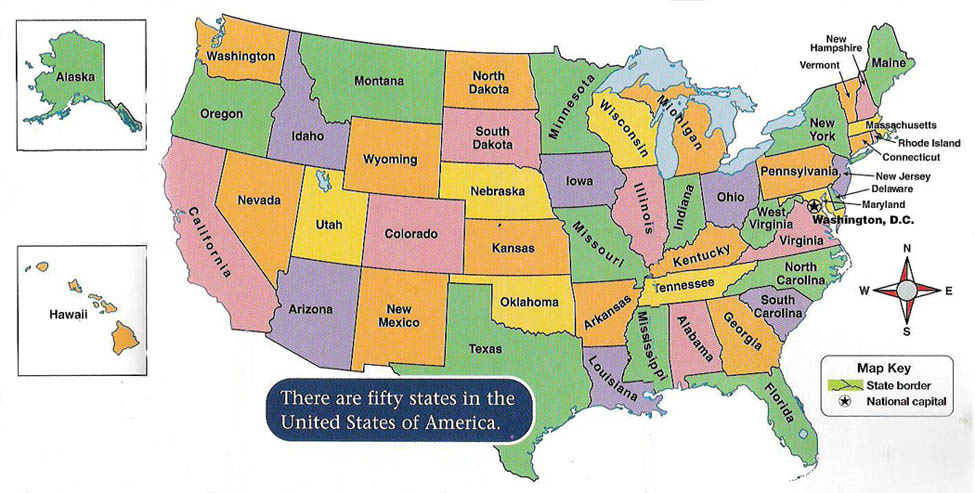 Alaska
Hawaii
Washington
Oregon
California
Nevada
Idaho
Montana
Wyoming
Utah
Colorado
Arizona
New
Mexico
North
Dakota
South
Dakota
Nebraska
Kansas
Oklahoma
Texas
Minnesota
Iowa
Missouri
Arkansas
Louisiana
Wisconsin
Illinois
Michigan
Indiana
Ohio
Kentucky
Tennessee
Mississippi
Alabama
Georgia
Florida
South
Carolina
North
Carolina
Virginia
West
Virginia
Pennsylvania
New
York
Vermont
New
Hampshire
Maine
Massachusetts
Rhode Island
Connecticut
New Jersey
Delaware
Maryland
Washington, D.C.
N
W
E
S
Map Key
State border
National capital
There are fifty states in the
United States of America.